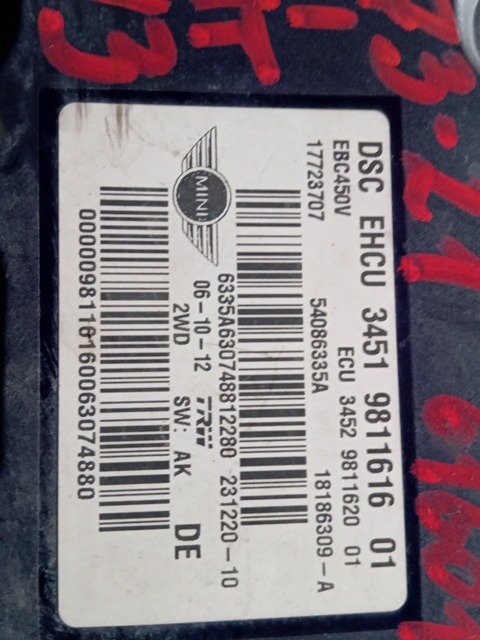 DSC EHCU 3451 9811616 01
EBC450V ECU 3452 9811620 01
17723707 54086335A 18186309-A
6335A630748812280 231220-10
MINI
06-10-12 TRW DE
2WD SW: AK
0000098116160063074880